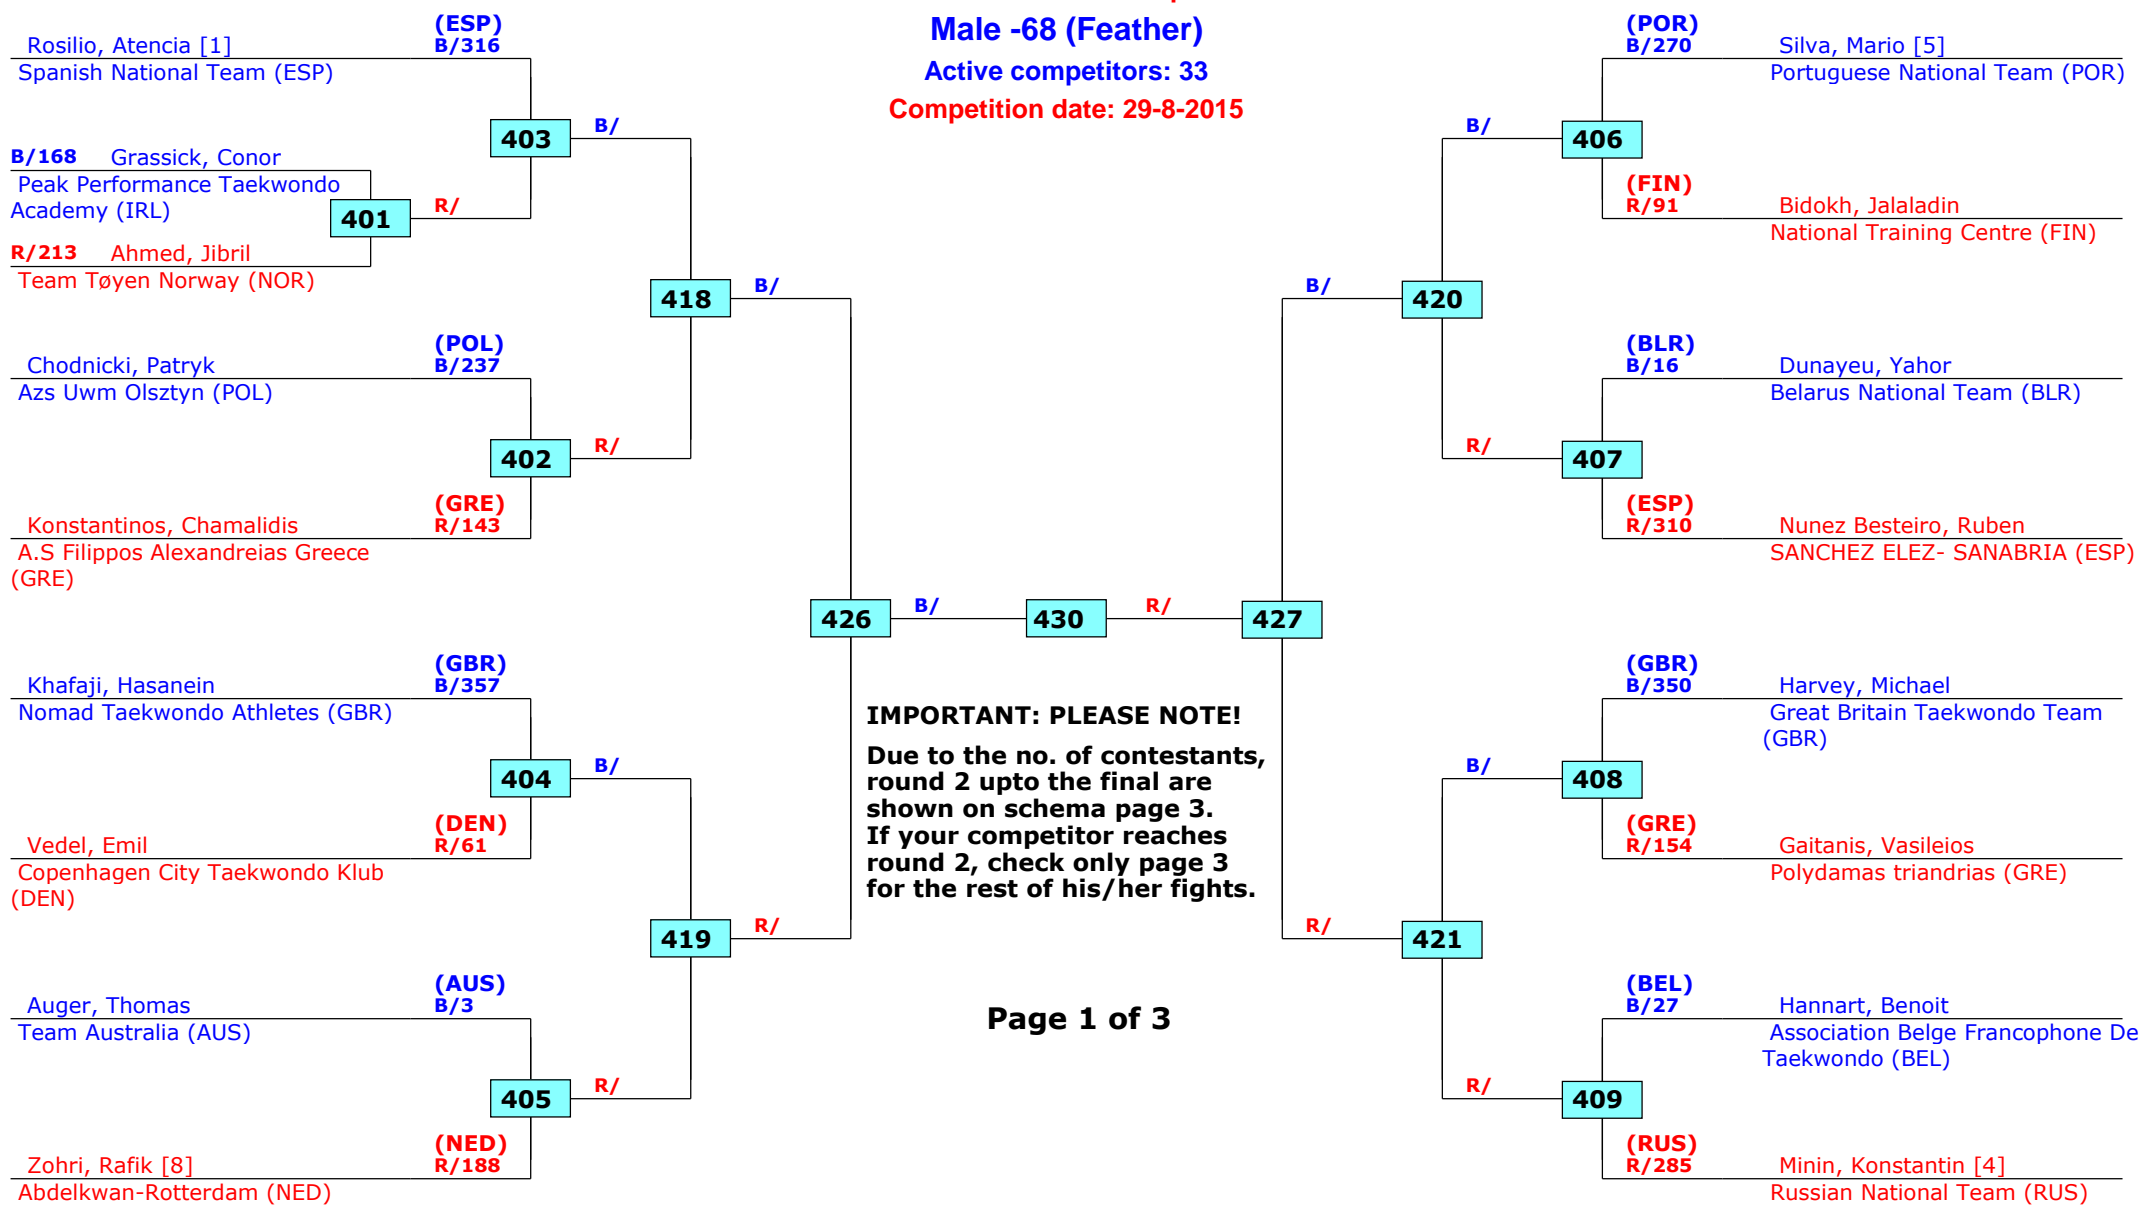 Male -68 (Feather)
Active competitors: 33
Competition date: 29-8-2015
(ESP)
Rosilio, Atencia [1] B/316
Spanish National Team (ESP)
403
B/
B/168 Grassick, Conor
Peak Performance Taekwondo
Academy (IRL)
401
R/
R/213 Ahmed, Jibril
Team Tøyen Norway (NOR)
418
B/
(POL)
Chodnicki, Patryk B/237
Azs Uwm Olsztyn (POL)
402
R/
(GRE)
Konstantinos, Chamalidis R/143
A.S Filippos Alexandreias Greece
(GRE)
426
B/
430
R/
427
(GBR)
Khafaji, Hasanein B/357
Nomad Taekwondo Athletes (GBR)
404
B/
(DEN)
Vedel, Emil R/61
Copenhagen City Taekwondo Klub
(DEN)
419
R/
(AUS)
Auger, Thomas B/3
Team Australia (AUS)
405
R/
(NED)
Zohri, Rafik [8] R/188
Abdelkwan-Rotterdam (NED)
IMPORTANT: PLEASE NOTE!
Due to the no. of contestants,
round 2 upto the final are
shown on schema page 3.
If your competitor reaches
round 2, check only page 3
for the rest of his/her fights.
Page 1 of 3
(POR)
B/270 Silva, Mario [5]
Portuguese National Team (POR)
B/
406
(FIN)
R/91 Bidokh, Jalaladin
National Training Centre (FIN)
B/
420
(BLR)
B/16 Dunayeu, Yahor
Belarus National Team (BLR)
R/
407
(ESP)
R/310 Nunez Besteiro, Ruben
SANCHEZ ELEZ- SANABRIA (ESP)
(GBR)
B/350 Harvey, Michael
Great Britain Taekwondo Team
(GBR)
B/
408
(GRE)
R/154 Gaitanis, Vasileios
Polydamas triandrias (GRE)
R/
421
(BEL)
B/27 Hannart, Benoit
Association Belge Francophone De
Taekwondo (BEL)
R/
409
(RUS)
R/285 Minin, Konstantin [4]
Russian National Team (RUS)